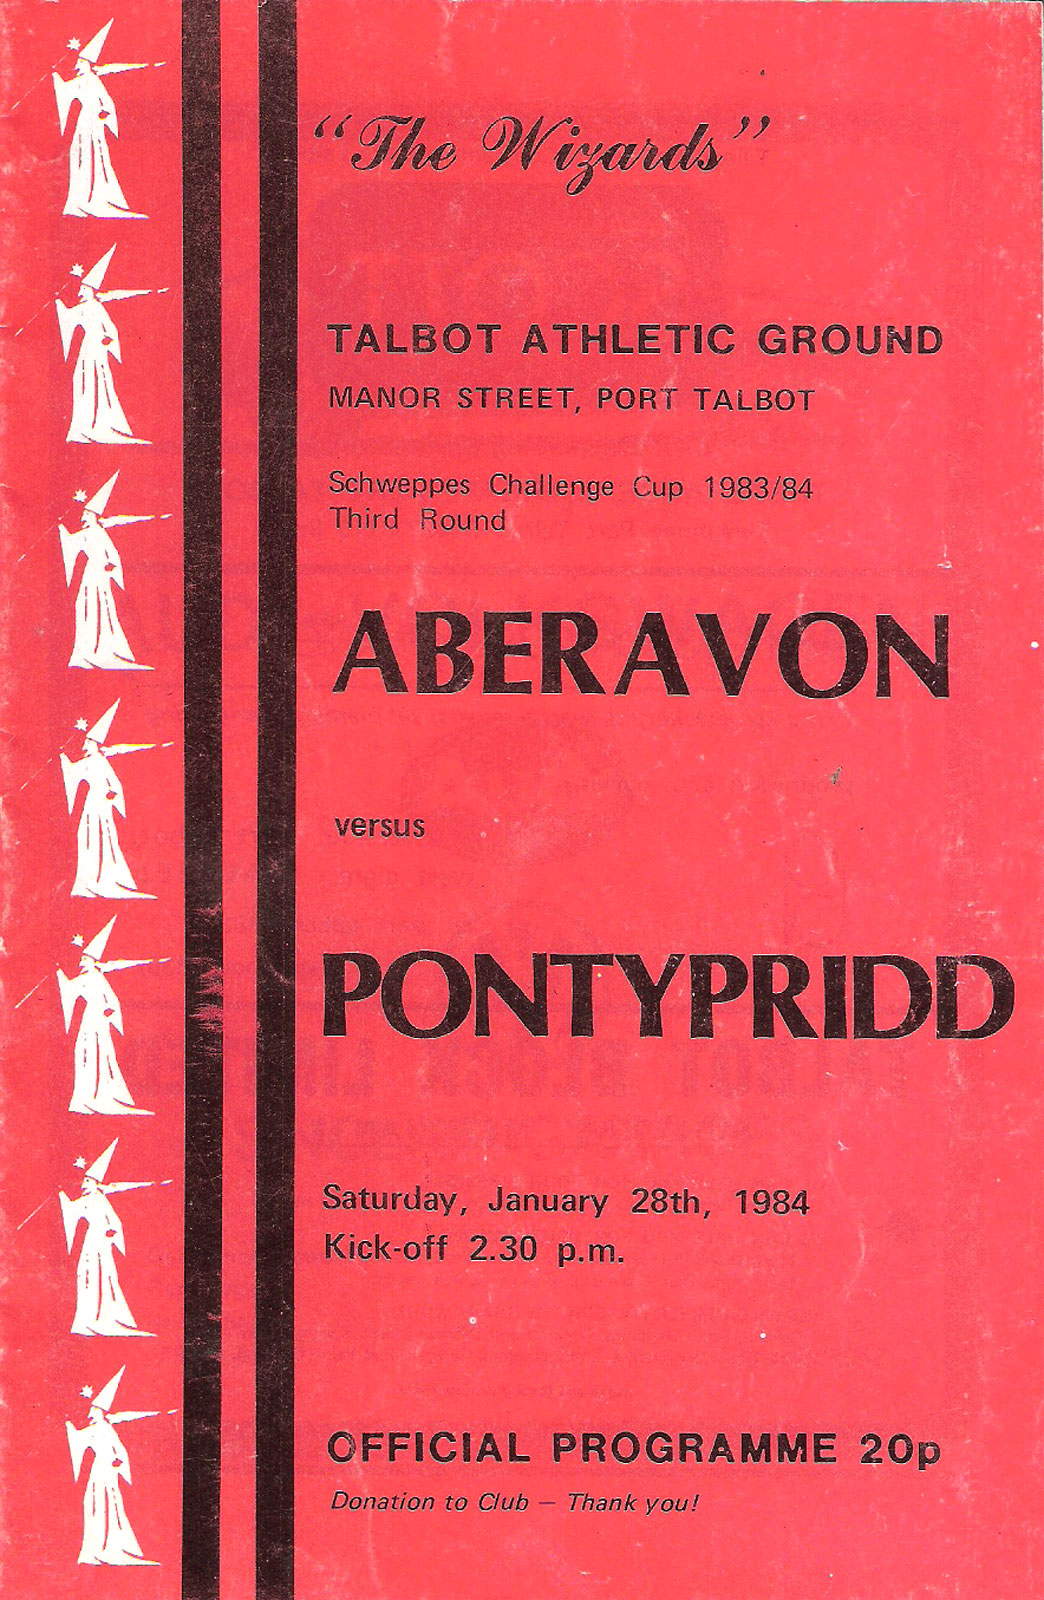 "The Wizards"
TALBOT ATHLETIC GROUND
MANOR STREET, PORT TALBOT
Schweppes Challenge Cup 1983/84
Third Round
ABERAVON
versus
PONTYPRIDD
Saturday, January 28th, 1984
Kick-off 2.30 p.m.
OFFICIAL PROGRAMME 20p
Donation to Club — Thank you!